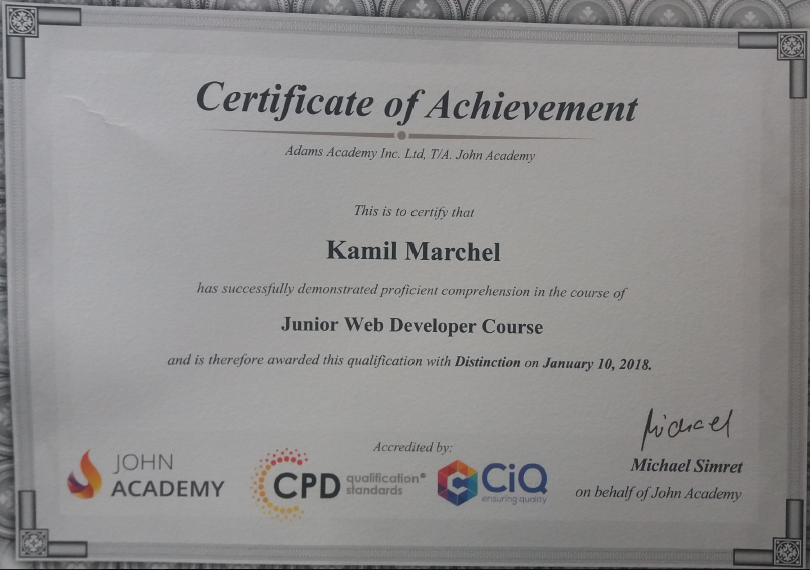 Certificate of Achievement
Adams Academy Inc. Ltd, T/A. John Academy
This is to certify that
Kamil Marchel
has successfully demonstrated proficient comprehension in the course of
Junior Web Developer Course
and is therefore awarded this qualification with Distinction on January 10, 2018.
Accredited by:
JOHN
ACADEMY
CPD
qualification®
standards
CiQ
ensuring quality
Michael
Michael Simret
on behalf of John Academy